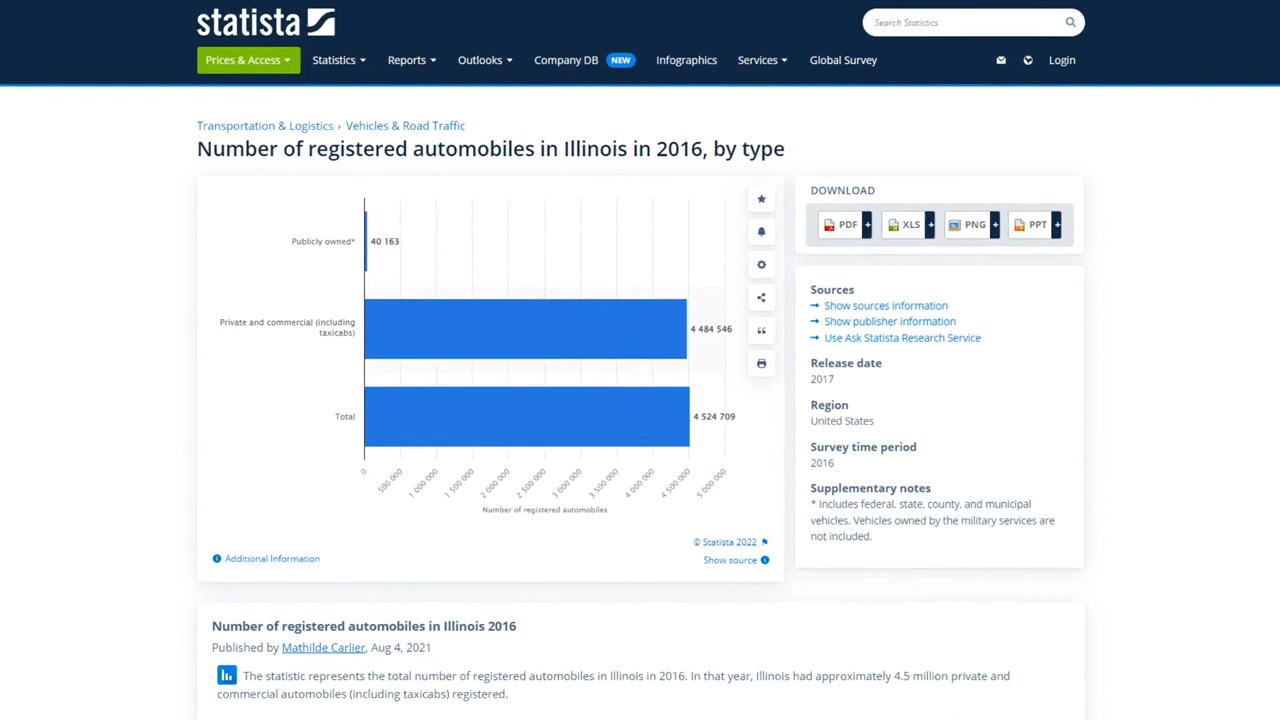 statista
Search Statistics
Prices & Access
Statistics
Reports
Outlooks
Company DB
NEW
Infographics
Services
Global Survey
Login
Transportation & Logistics › Vehicles & Road Traffic
Number of registered automobiles in Illinois in 2016, by type
Publicly owned*
40 163
Private and commercial (including
taxicabs)
4 484 546
Total
4 524 709
0
500 000
1 000 000
1 500 000
2 000 000
2 500 000
3 000 000
3 500 000
4 000 000
4 500 000
5 000 000
Number of registered automobiles
© Statista 2022
Additional Information
Show source
DOWNLOAD
PDF +
XLS +
PNG +
PPT +
Sources
→ Show sources information
→ Show publisher information
→ Use Ask Statista Research Service
Release date
2017
Region
United States
Survey time period
2016
Supplementary notes
* Includes federal, state, county, and municipal
vehicles. Vehicles owned by the military services are
not included.
Number of registered automobiles in Illinois 2016
Published by Mathilde Carlier, Aug 4, 2021
The statistic represents the total number of registered automobiles in Illinois in 2016. In that year, Illinois had approximately 4.5 million private and
commercial automobiles (including taxicabs) registered.